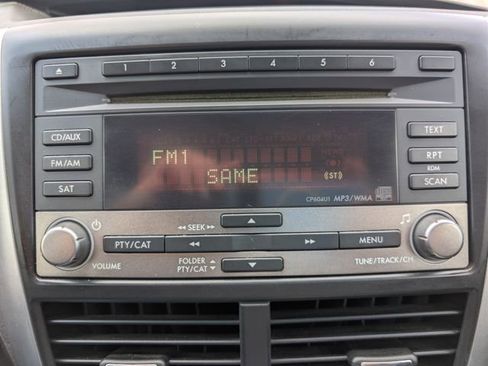 1 2 3 4 5 6
CD/AUX
TEXT
FM1
FM/AM
RPT
SAME
(ST)
RDM
SAT
SCAN
CP604U1 MP3/WMA
SEEK
PTY/CAT
MENU
VOLUME
FOLDER
PTY/CAT
TUNE/TRACK/CH